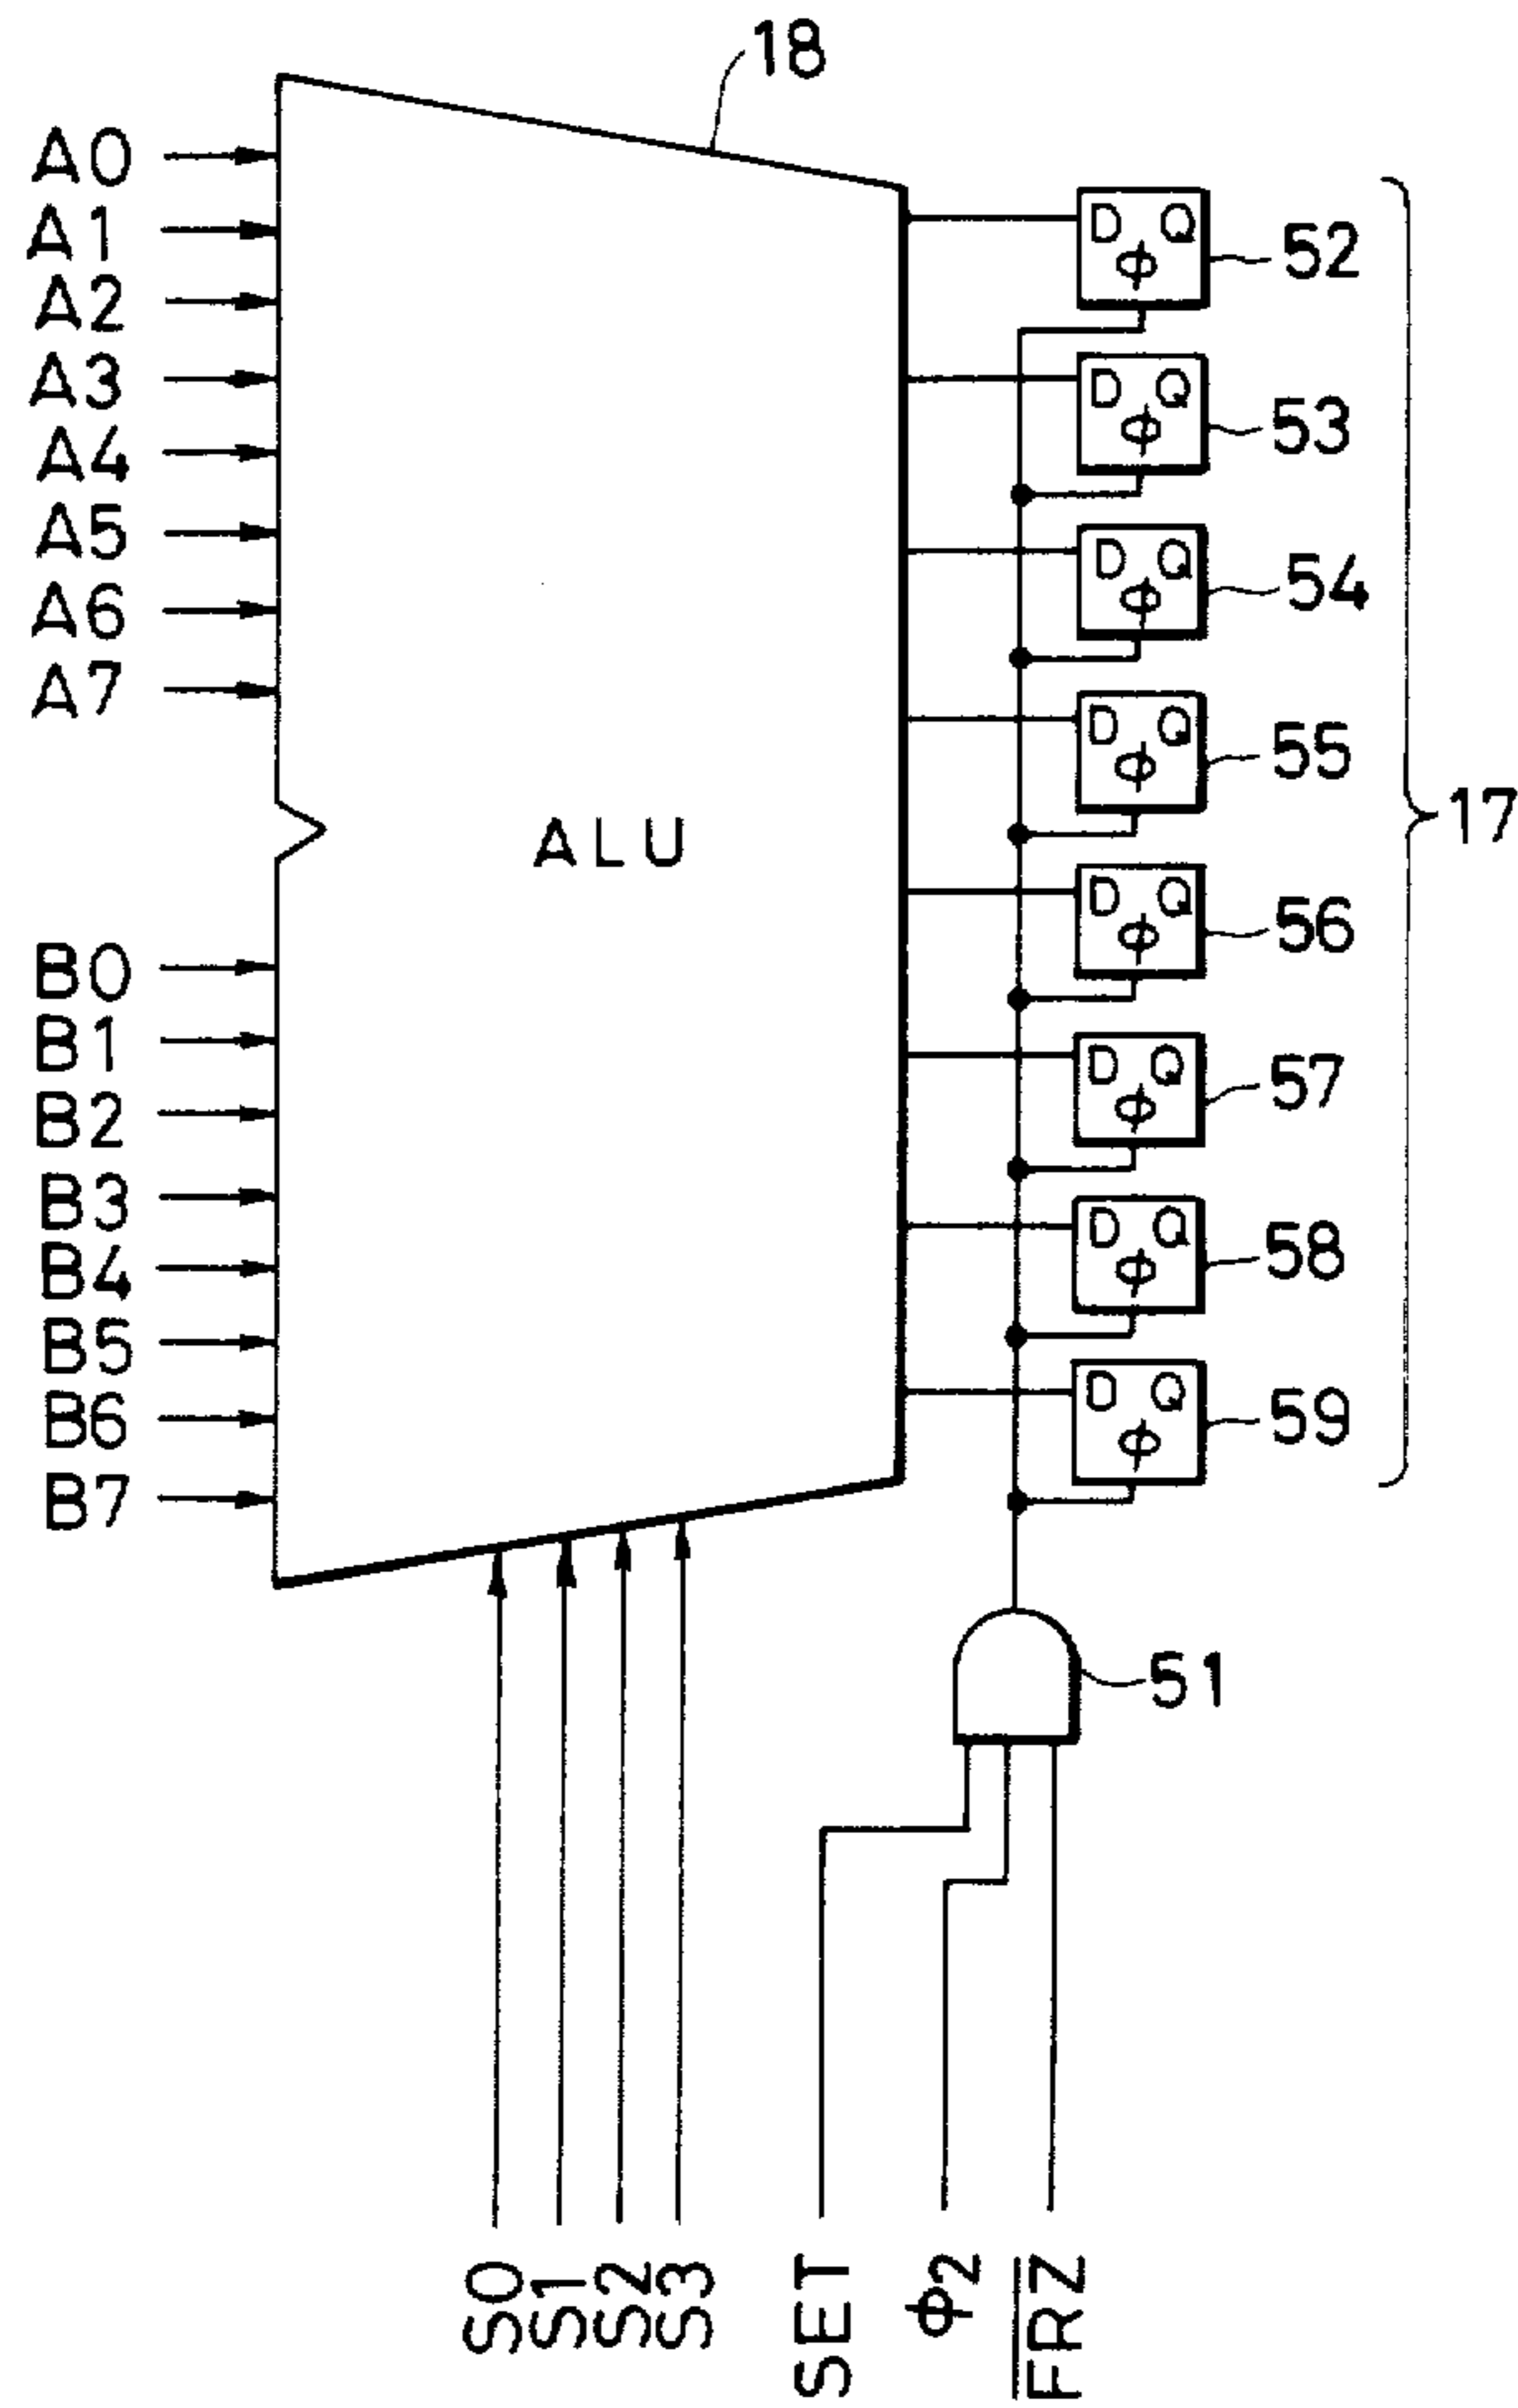 18
A0
A1
A2
A3
A4
A5
A6
A7
B0
B1
B2
B3
B4
B5
B6
B7
ALU
D Q
Φ
52
D Q
Φ
53
D Q
Φ
54
D Q
Φ
55
D Q
Φ
56
D Q
Φ
57
D Q
Φ
58
D Q
Φ
59
17
51
S0
S1
S2
S3
SET
Φ2
F̅R̅Z̅